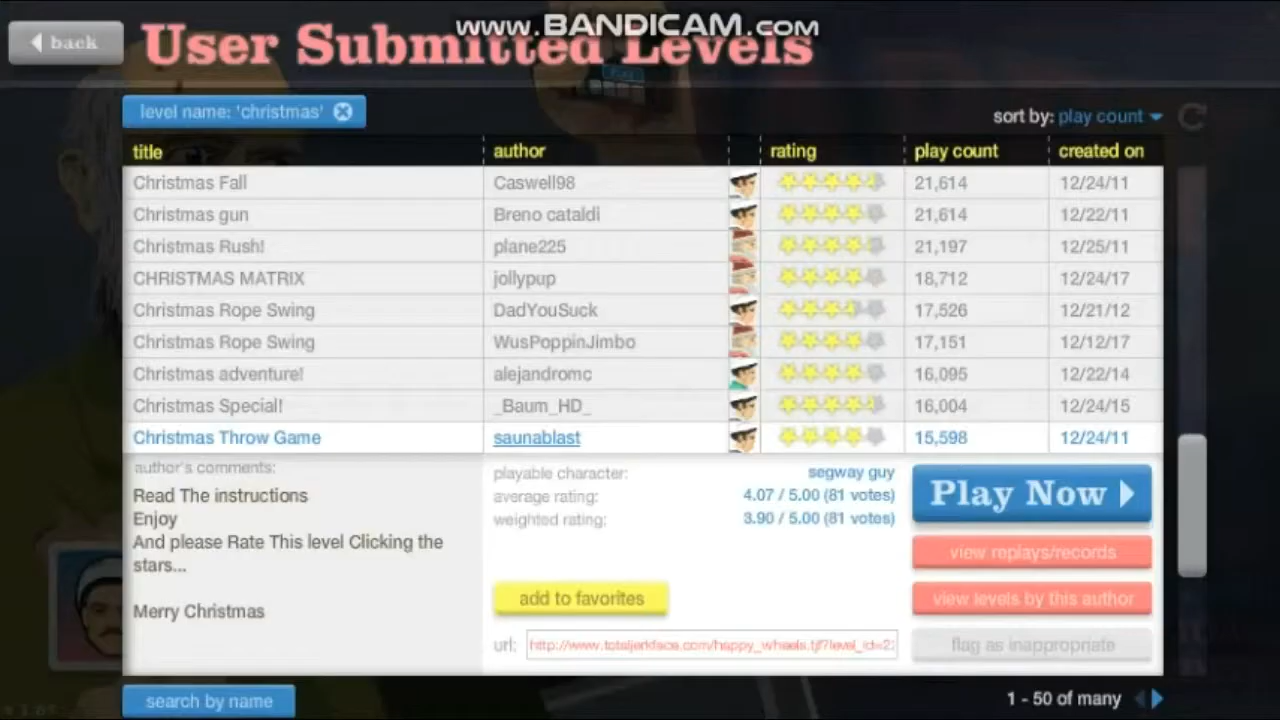 www.BANDICAM.com
back
User Submitted Levels
level name: 'christmas'
sort by: play count
title author rating play count created on
Christmas Fall Caswell98 21,614 12/24/11
Christmas gun Breno cataldi 21,614 12/22/11
Christmas Rush! plane225 21,197 12/25/11
CHRISTMAS MATRIX jollypup 18,712 12/24/17
Christmas Rope Swing DadYouSuck 17,526 12/21/12
Christmas Rope Swing WusPoppinJimbo 17,151 12/12/17
Christmas adventure! alejandromc 16,095 12/22/14
Christmas Special! _Baum_HD_ 16,004 12/24/15
Christmas Throw Game saunablast 15,598 12/24/11
author's comments:
Read The instructions
Enjoy
And please Rate This level Clicking the
stars...
Merry Christmas
playable character: segway guy
average rating: 4.07 / 5.00 (81 votes)
weighted rating: 3.90 / 5.00 (81 votes)
add to favorites
url: http://www.totaljerkface.com/happy_wheels.tjf?level_id=2
Play Now
view replays/records
view levels by this author
flag as inappropriate
search by name
1 - 50 of many